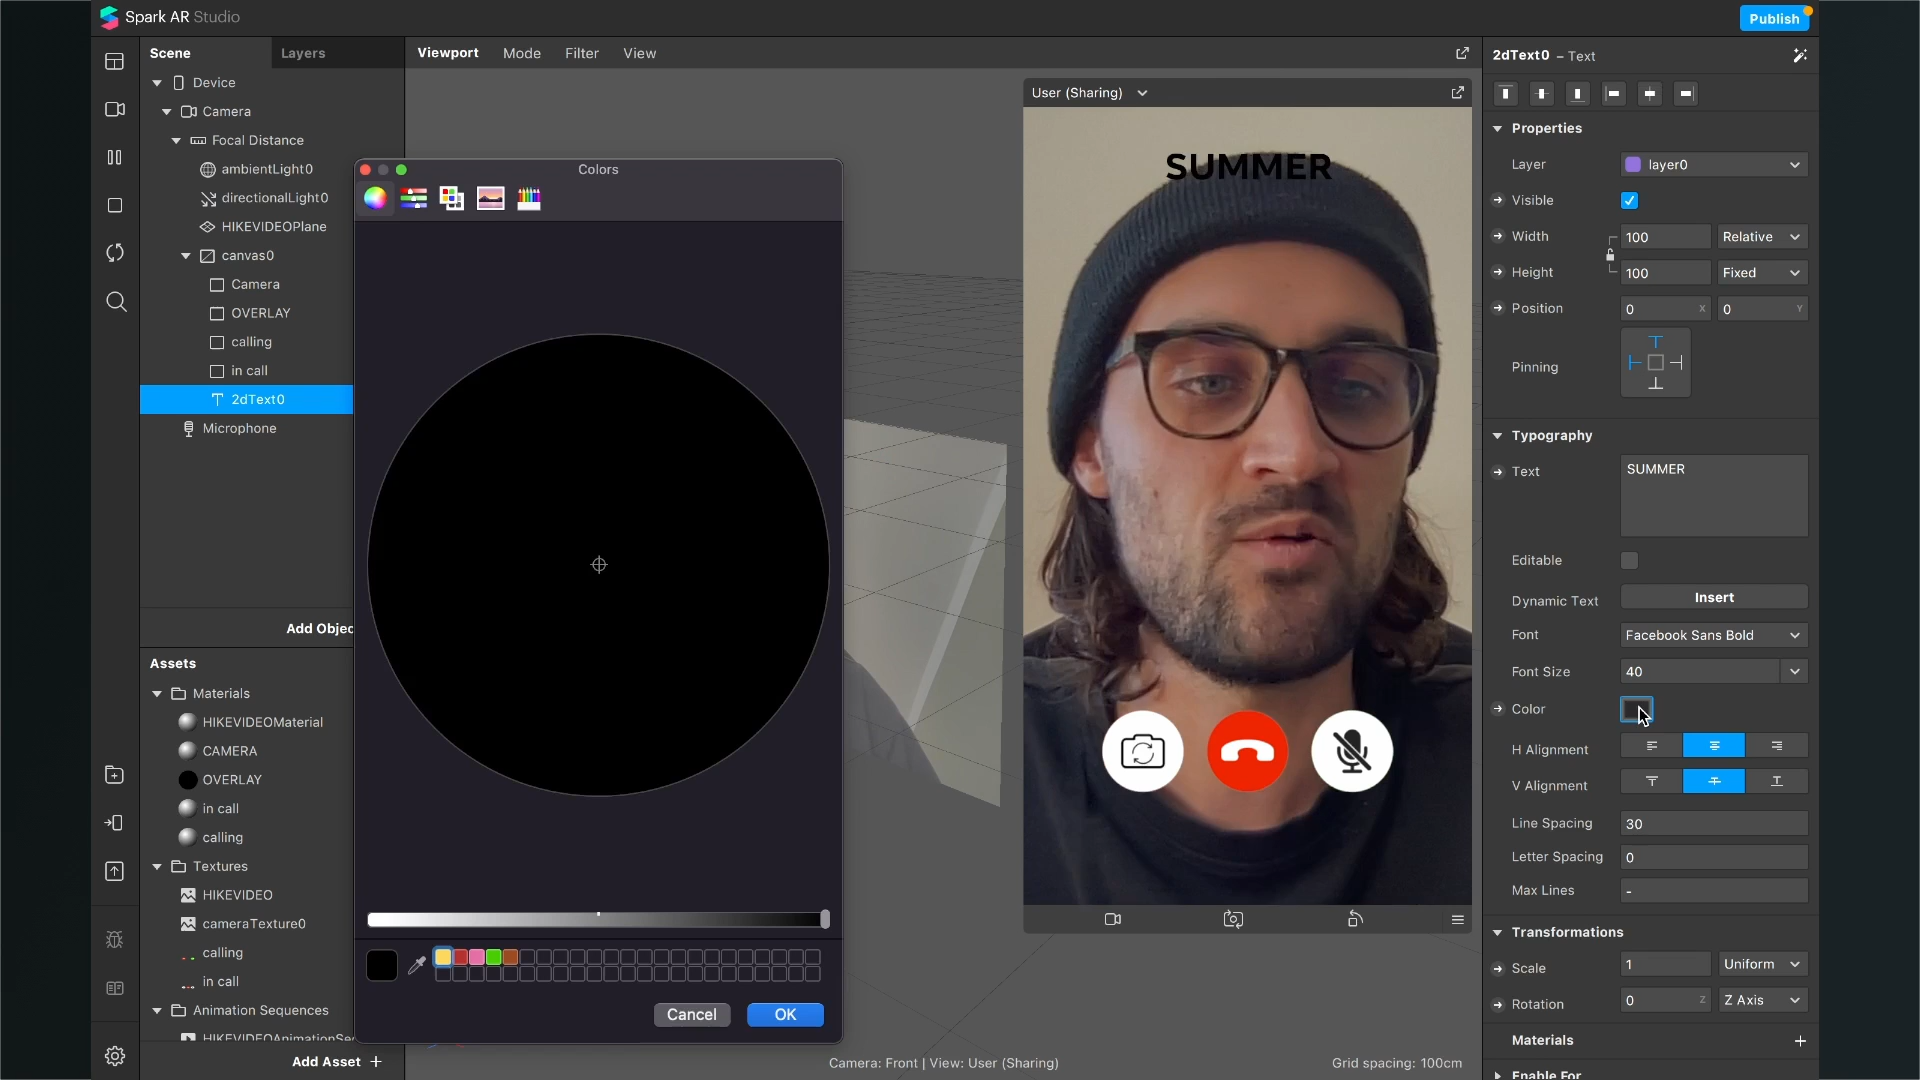 Spark AR Studio
Publish
Scene
Layers
Device
Camera
Focal Distance
ambientLight0
directionalLight0
HIKEVIDEOPlane
canvas0
Camera
OVERLAY
calling
in call
2dText0
Microphone
Add Objec
Assets
Materials
HIKEVIDEOMaterial
CAMERA
OVERLAY
in call
calling
Textures
HIKEVIDEO
cameraTexture0
calling
in call
Animation Sequences
HIKEVIDEOAnimationSe
Add Asset +
Viewport
Mode
Filter
View
Colors
Cancel
OK
User (Sharing)
SUMMER
Camera: Front | View: User (Sharing)
Grid spacing: 100cm
2dText0 – Text
Properties
Layer
layer0
Visible
Width
100
Relative
Height
100
Fixed
Position
0
X
0
Y
Pinning
Typography
Text
SUMMER
Editable
Dynamic Text
Insert
Font
Facebook Sans Bold
Font Size
40
Color
H Alignment
V Alignment
Line Spacing
30
Letter Spacing
0
Max Lines
-
Transformations
Scale
1
Uniform
Rotation
0
Z
Z Axis
Materials
+
Enable For